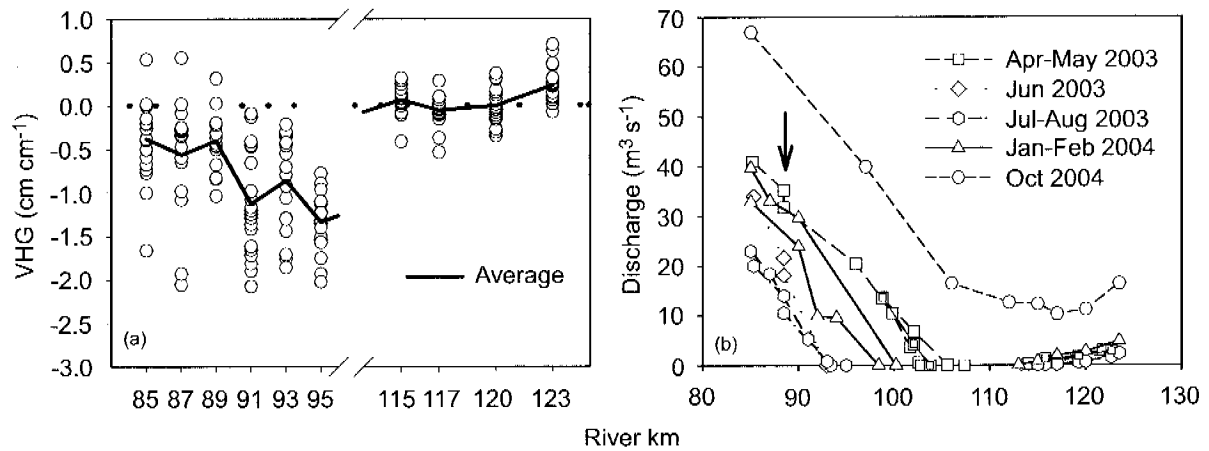 1.0
0.5
0.0
-0.5
-1.0
-1.5
-2.0
-2.5
-3.0
VHG (cm cm-1)
Average
(a)
85 87 89 91 93 95 115 117 120 123
70
60
50
40
30
20
10
0
Discharge (m3 s-1)
Apr-May 2003
Jun 2003
Jul-Aug 2003
Jan-Feb 2004
Oct 2004
(b)
80 90 100 110 120 130
River km